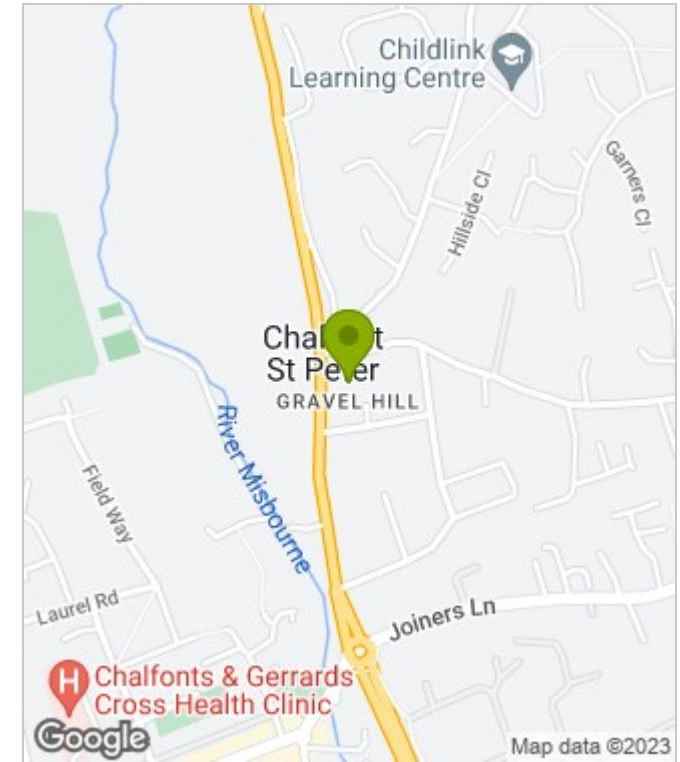 Childlink
Learning Centre
Garners Cl
Hillside Cl
St Peter
GRAVEL HILL
River Misbourne
Field Way
Laurel Rd
Joiners Ln
Chalfonts & Gerrards
Cross Health Clinic
H
Google
Map data ©2023